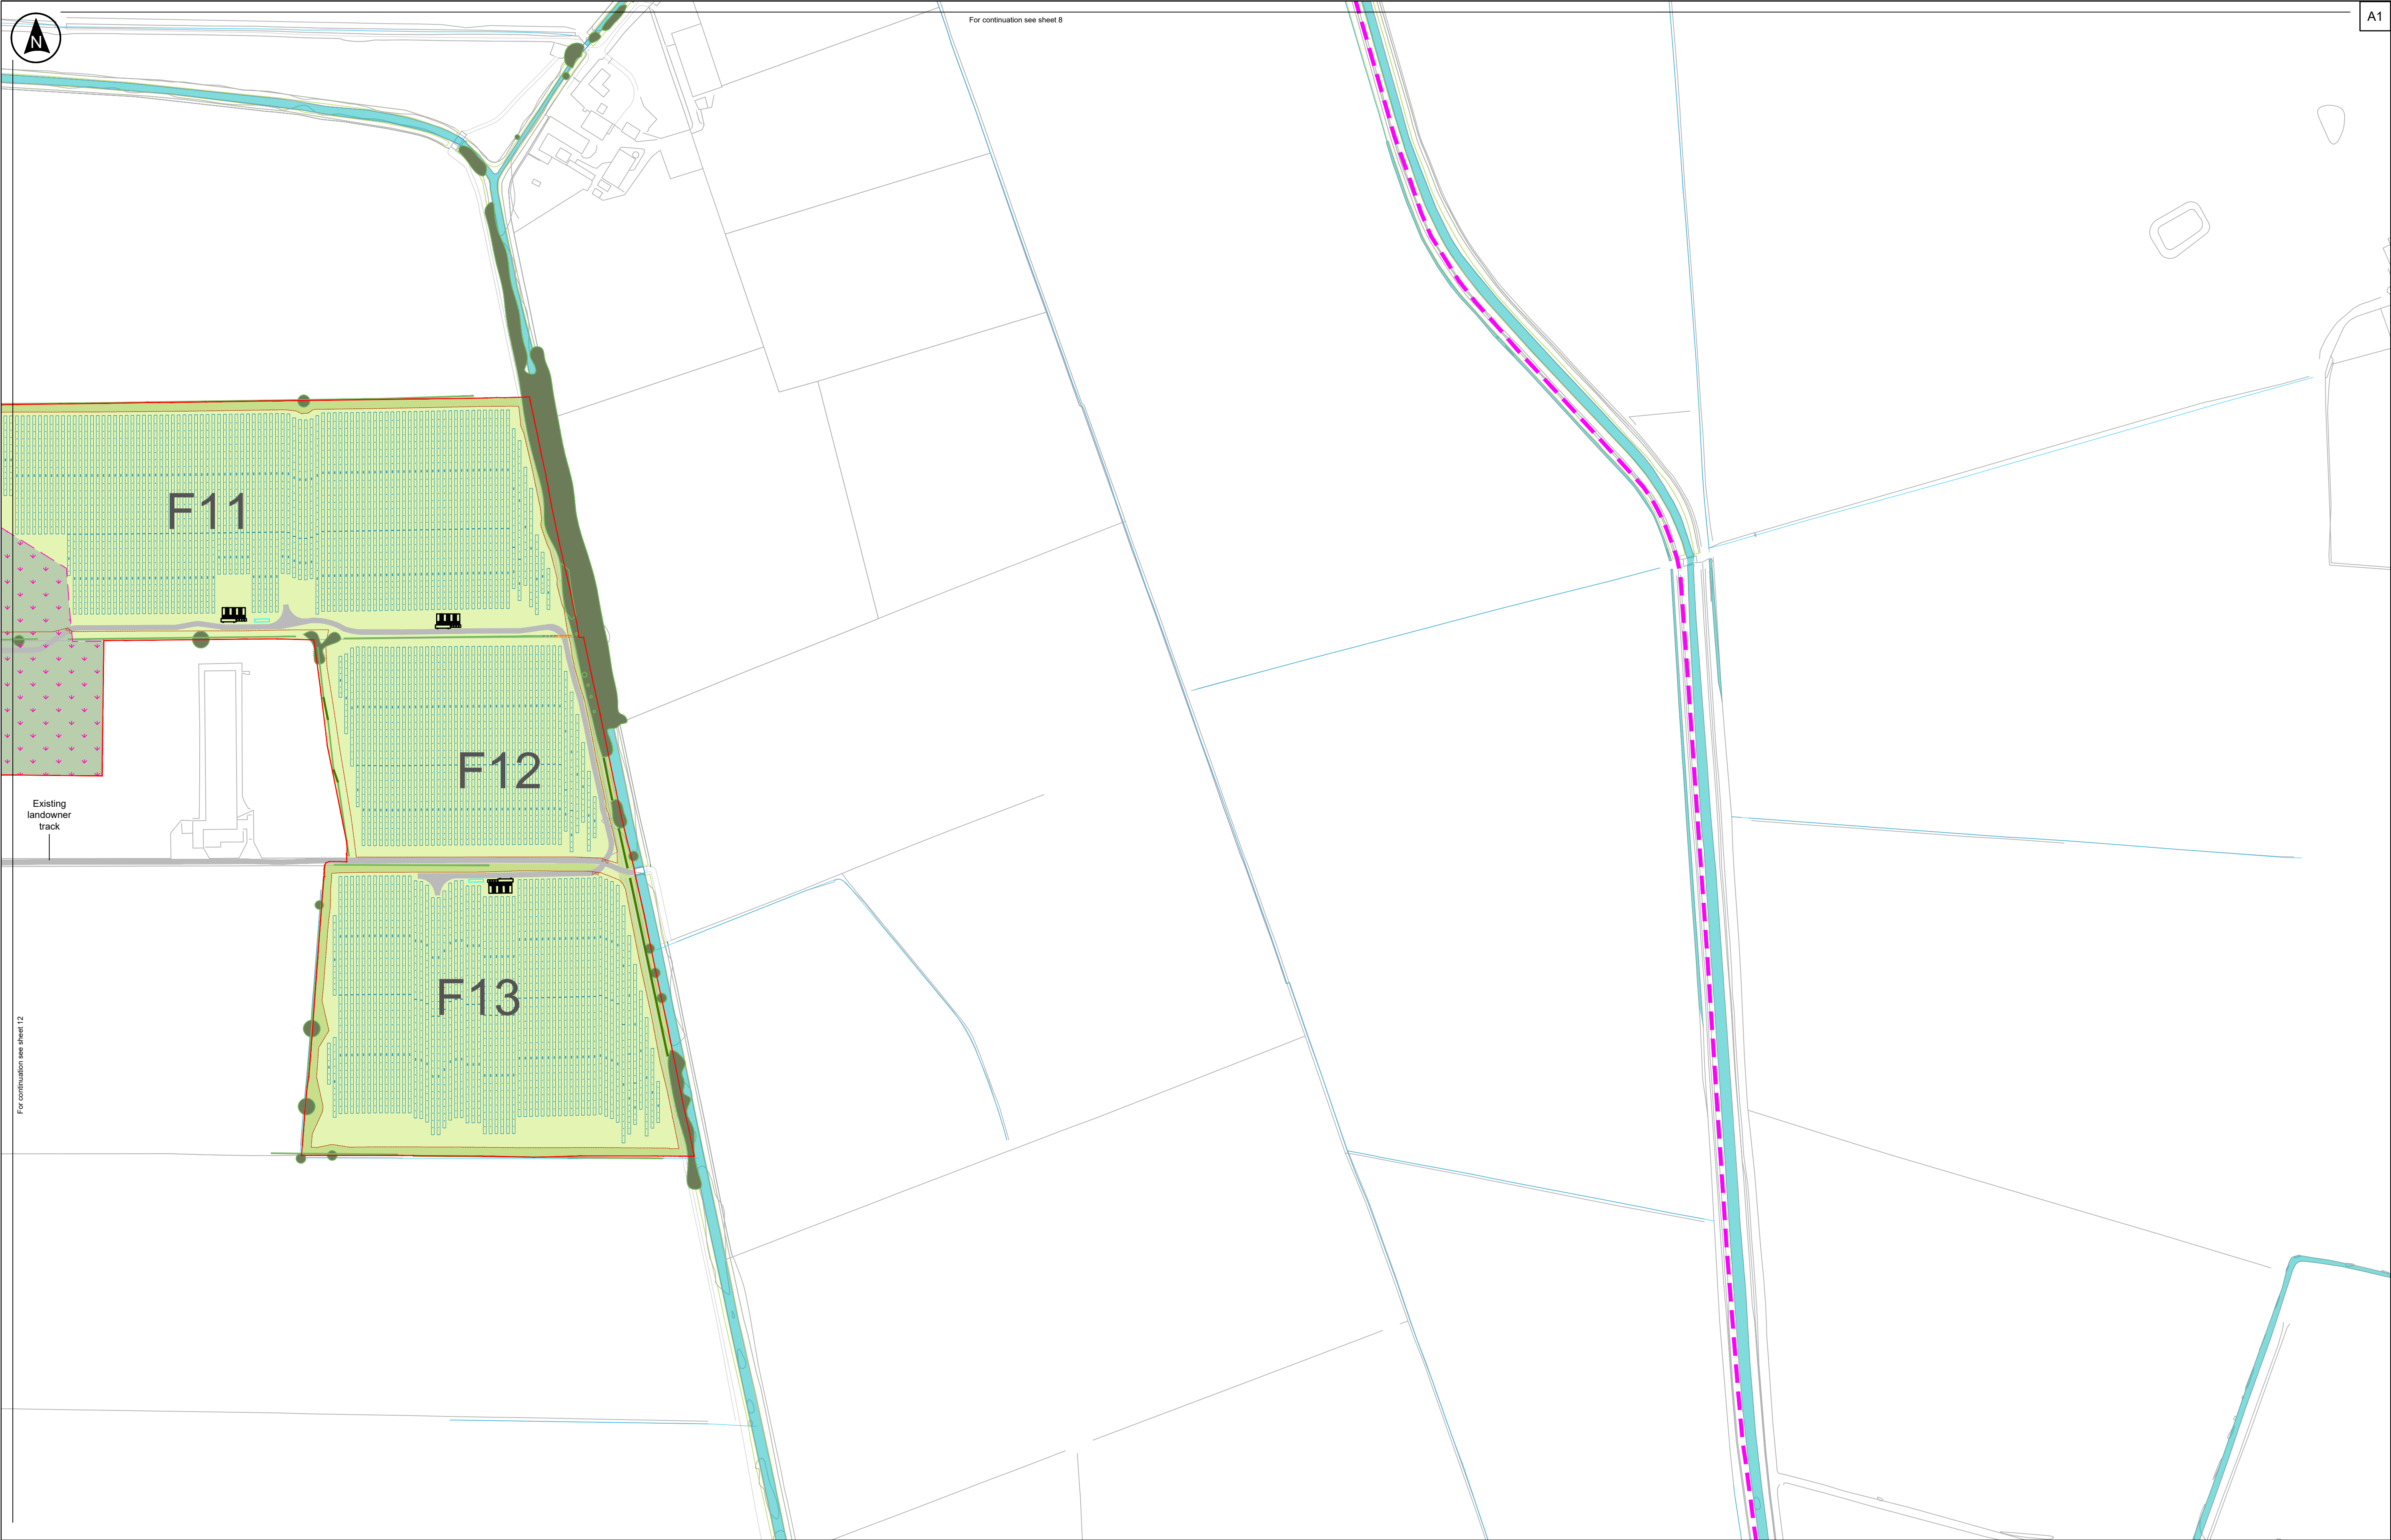 For continuation see sheet 8
A1
N
F11
F12
Existing
landowner
track
F13
For continuation see sheet 12